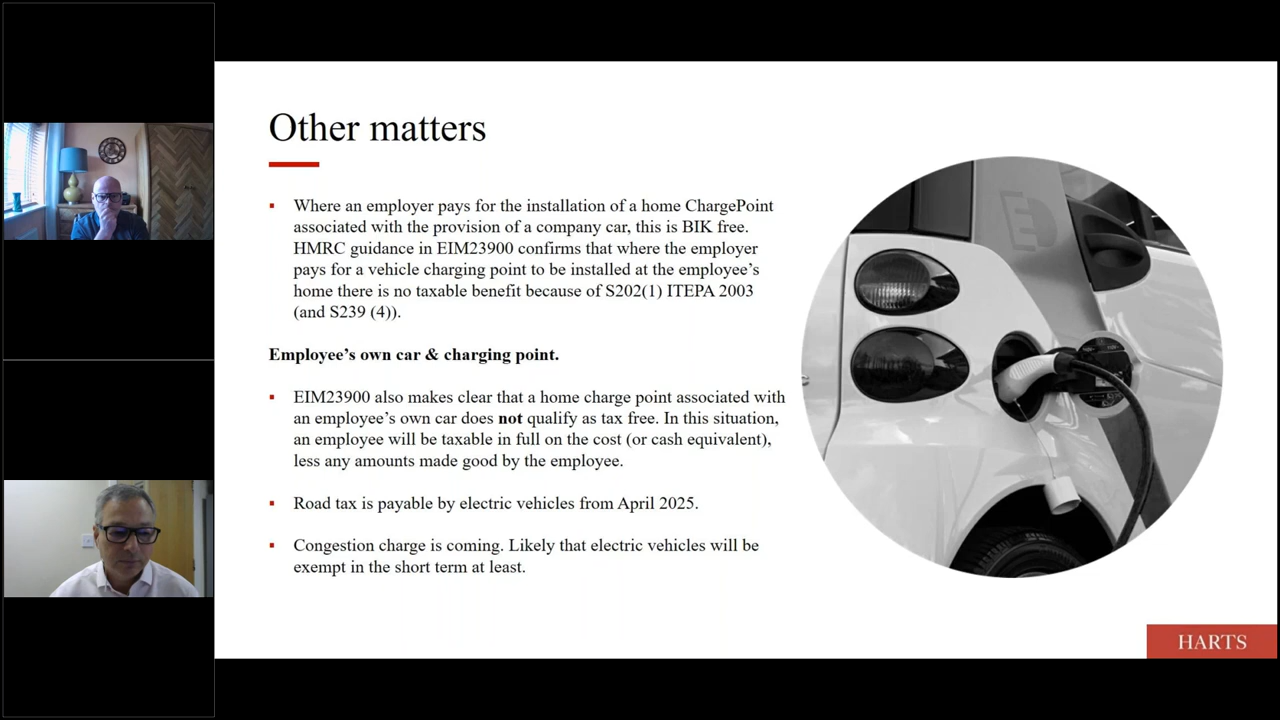 Other matters
▪ Where an employer pays for the installation of a home ChargePoint
associated with the provision of a company car, this is BIK free.
HMRC guidance in EIM23900 confirms that where the employer
pays for a vehicle charging point to be installed at the employee’s
home there is no taxable benefit because of S202(1) ITEPA 2003
(and S239 (4)).
Employee’s own car & charging point.
▪ EIM23900 also makes clear that a home charge point associated with
an employee’s own car does not qualify as tax free. In this situation,
an employee will be taxable in full on the cost (or cash equivalent),
less any amounts made good by the employee.
▪ Road tax is payable by electric vehicles from April 2025.
▪ Congestion charge is coming. Likely that electric vehicles will be
exempt in the short term at least.
HARTS